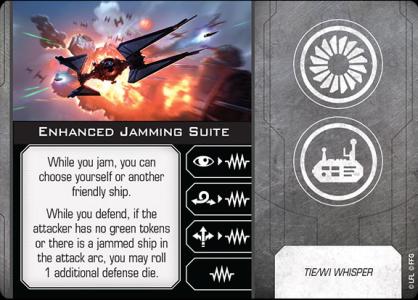 ENHANCED JAMMING SUITE
While you jam, you can
choose yourself or another
friendly ship.
While you defend, if the
attacker has no green tokens
or there is a jammed ship in
the attack arc, you may roll
1 additional defense die.
TIE/WI WHISPER
©LFL ©FFG